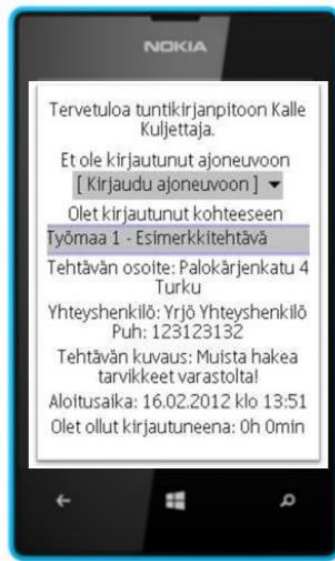 NOKIA
Tervetuloa tuntikirjanpitoon Kalle
Kuljettaja.
Et ole kirjautunut ajoneuvoon
[ Kirjaudu ajoneuvoon ]
Olet kirjautunut kohteeseen
Työmaa 1 - Esimerkkitehtävä
Tehtävän osoite: Palokärjenkatu 4
Turku
Yhteyshenkilö: Yrjö Yhteyshenkilö
Puh: 123123132
Tehtävän kuvaus: Muista hakea
tarvikkeet varastolta!
Aloitusaika: 16.02.2012 klo 13:51
Olet ollut kirjautuneena: 0h 0min